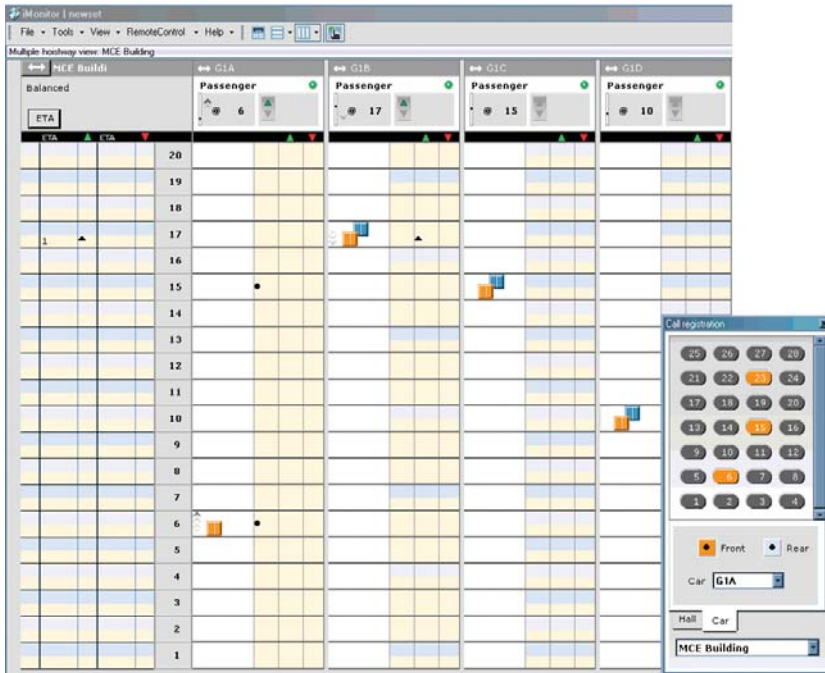 iMonitor | newset
File Tools View RemoteControl Help
Multiple hoistway view: MCE Building
MCE Buildi G1A G1B G1C G1D
Balanced Passenger Passenger Passenger Passenger
@ 6 @ 17 @ 15 @ 10
ETA
ETA ETA
20
19
18
1 17
16
15
14
13
12
11
10
9
8
7
6
5
4
3
2
1
Call registration
25 26 27 28
21 22 23 24
17 18 19 20
13 14 15 16
9 10 11 12
5 6 7 8
1 2 3 4
Front Rear
Car G1A
Hall Car
MCE Building